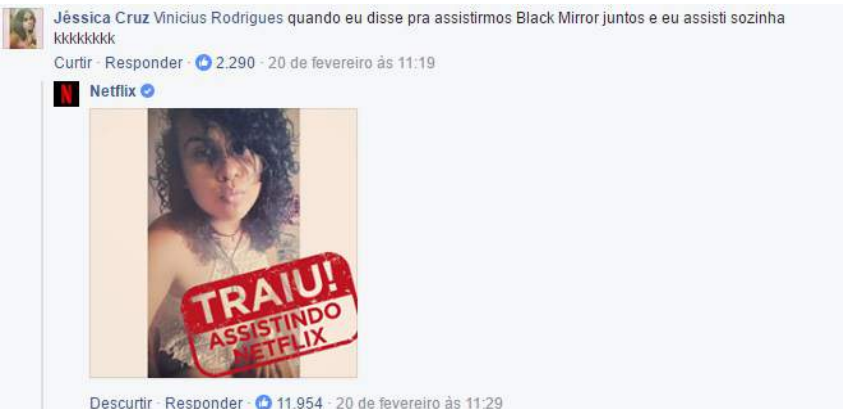 Jéssica Cruz Vinicius Rodrigues quando eu disse pra assistirmos Black Mirror juntos e eu assisti sozinha
kkkkkkkk
Curtir · Responder · 2.290 · 20 de fevereiro às 11:19
N Netflix
TRAIU!
ASSISTINDO
NETFLIX
Descurtir · Responder · 11.954 · 20 de fevereiro às 11:29